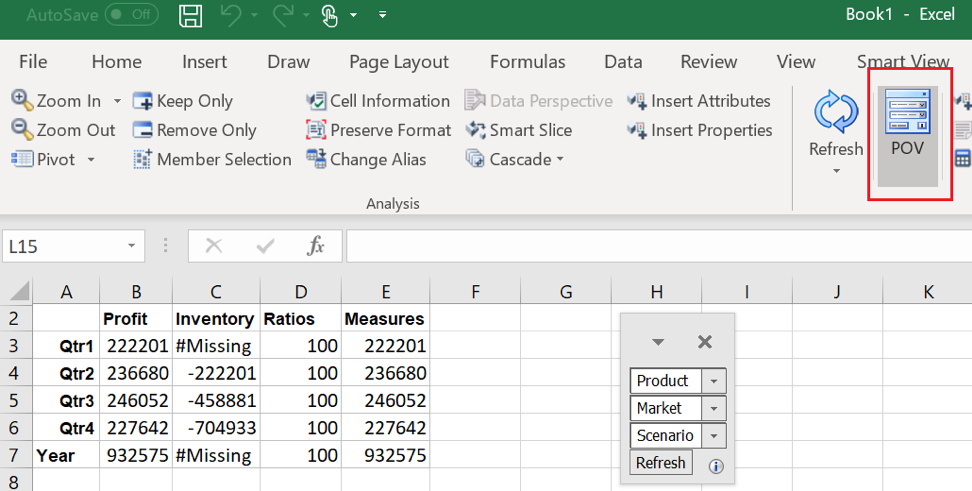 AutoSave Off Book1 - Excel
File Home Insert Draw Page Layout Formulas Data Review View Smart View
Zoom In Keep Only Cell Information Data Perspective Insert Attributes
Zoom Out Remove Only Preserve Format Smart Slice Insert Properties Refresh POV
Pivot Member Selection Change Alias Cascade
Analysis
L15 fx
A B C D E F G H I J K
2 Profit Inventory Ratios Measures
3 Qtr1 222201 #Missing 100 222201
4 Qtr2 236680 -222201 100 236680 Product
5 Qtr3 246052 -458881 100 246052 Market
6 Qtr4 227642 -704933 100 227642 Scenario
7 Year 932575 #Missing 100 932575 Refresh
8